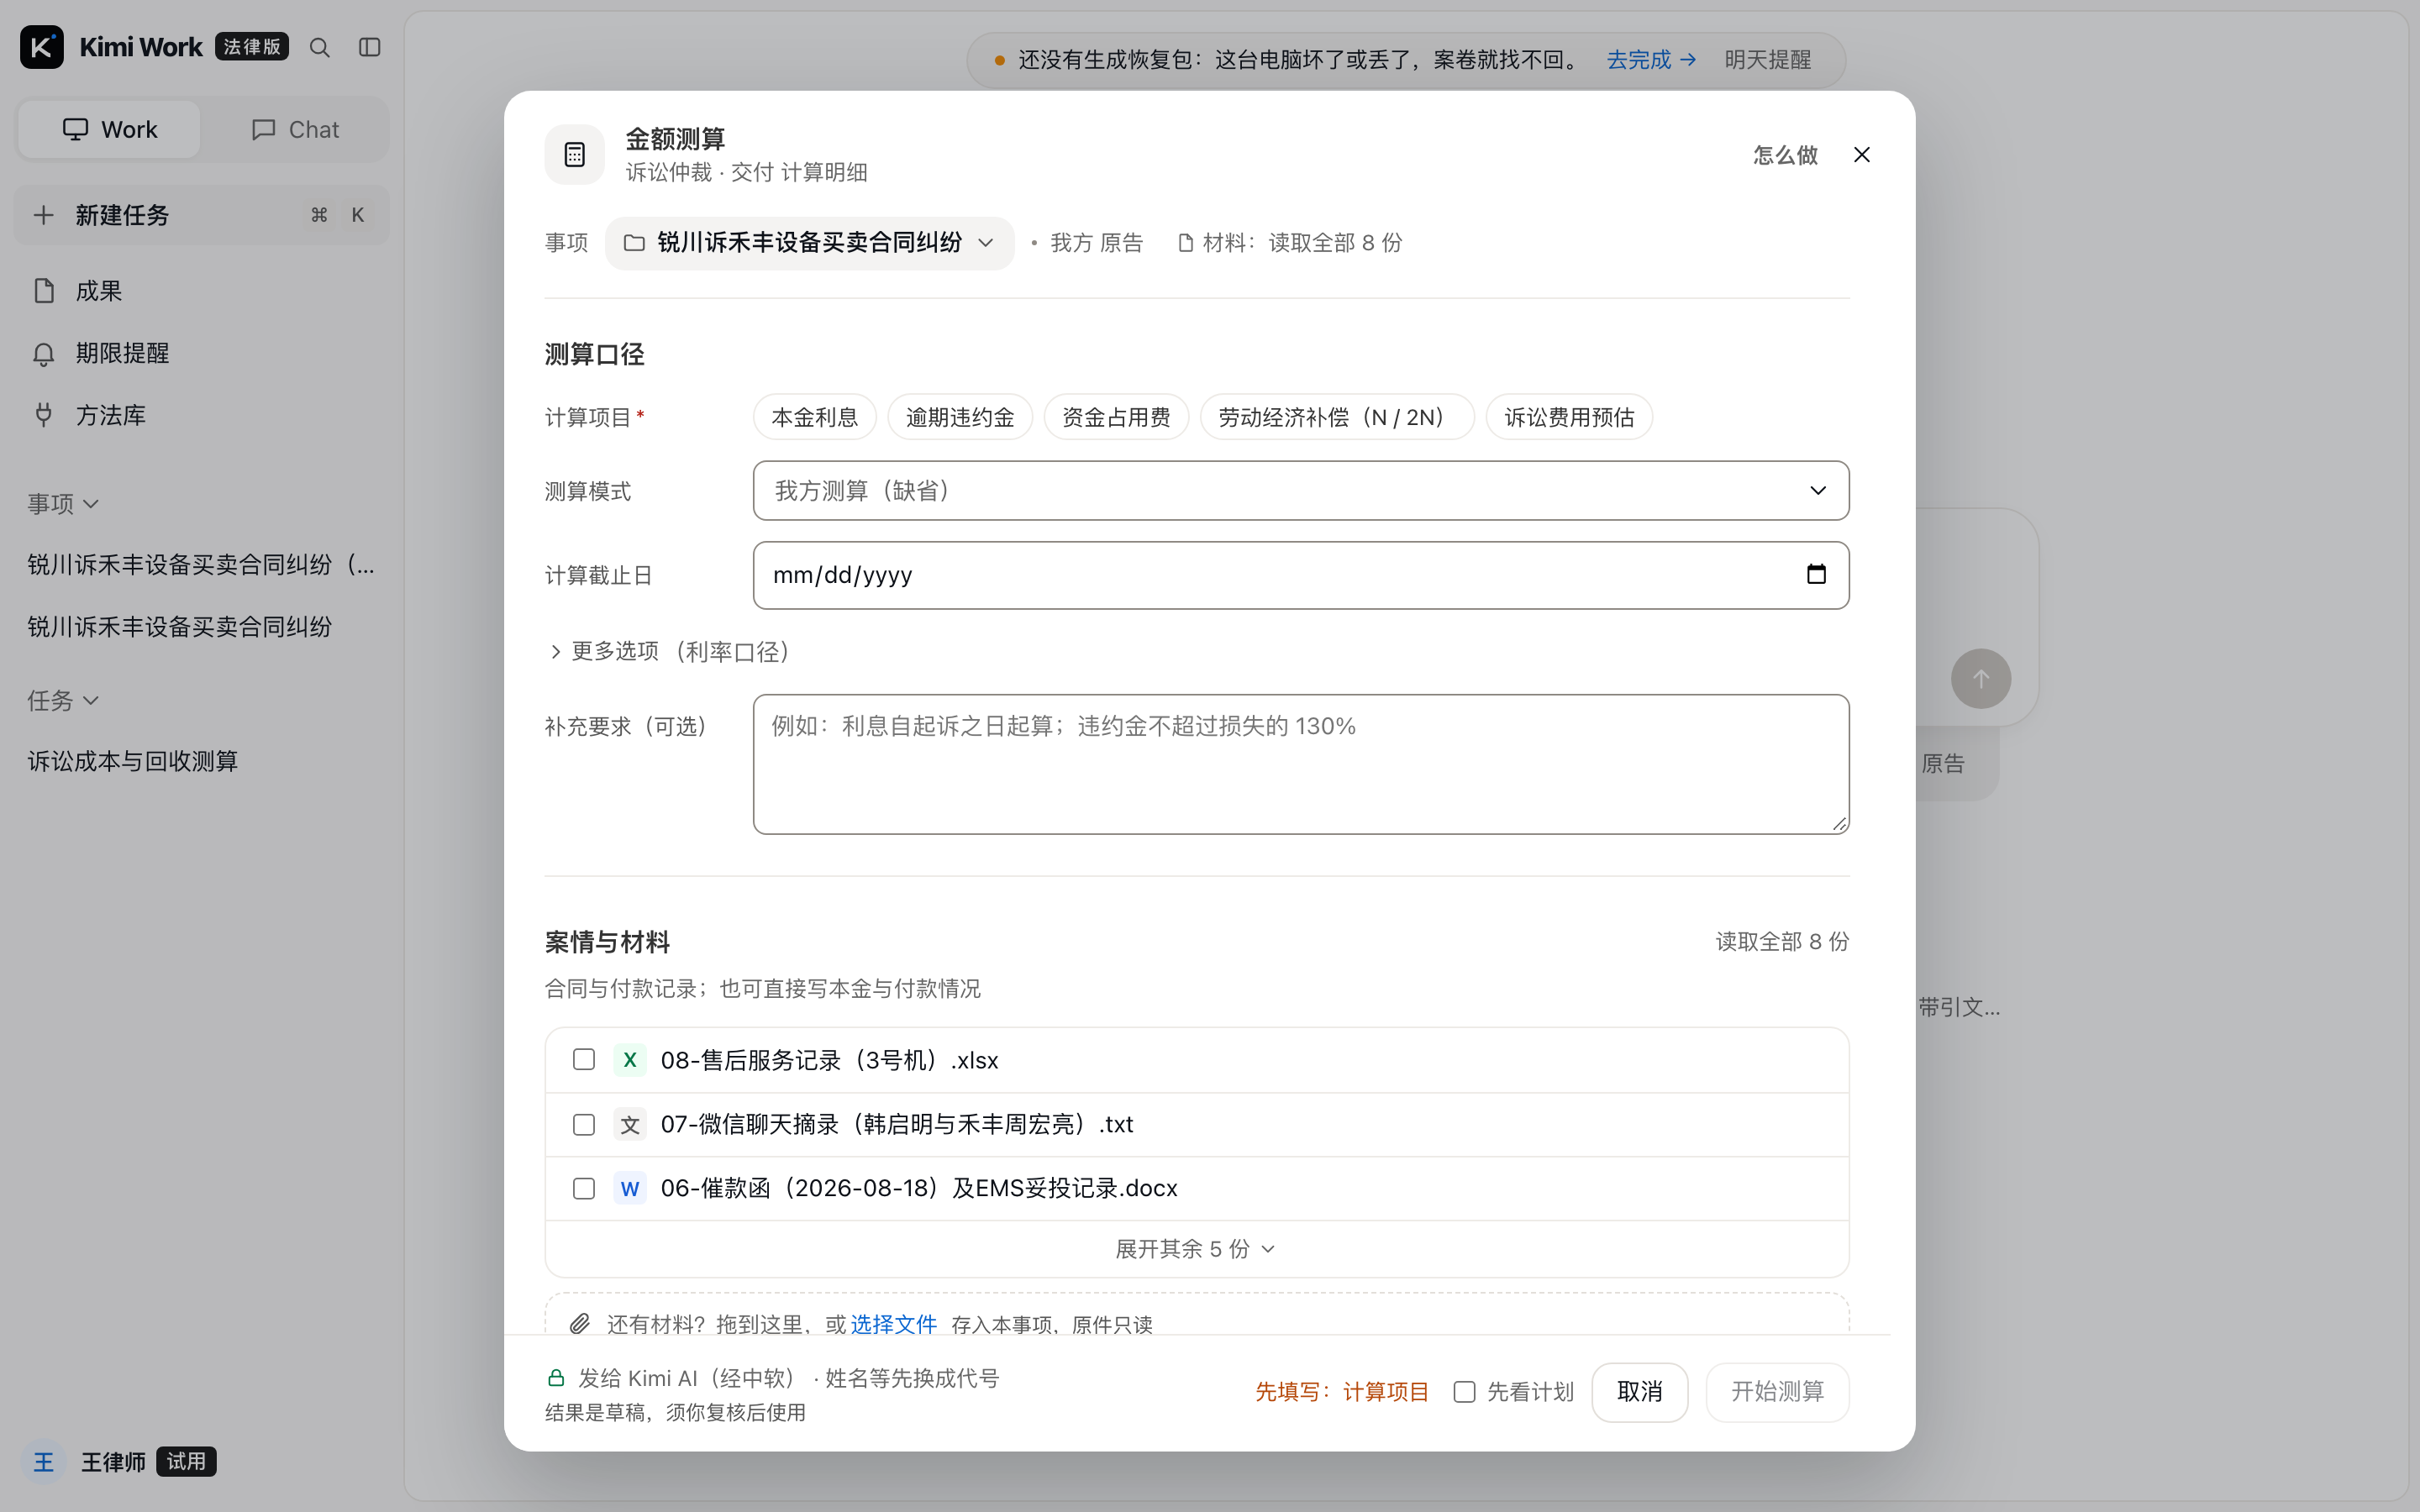 Kimi Work 法律版
Work
Chat
新建任务 ⌘ K
成果
期限提醒
方法库
事项
锐川诉禾丰设备买卖合同纠纷（...
锐川诉禾丰设备买卖合同纠纷
任务
诉讼成本与回收测算
王 王律师 试用
还没有生成恢复包：这台电脑坏了或丢了，案卷就找不回。 去完成 → 明天提醒
金额测算
诉讼仲裁 · 交付 计算明细
怎么做
事项 锐川诉禾丰设备买卖合同纠纷 • 我方 原告 材料：读取全部 8 份
测算口径
计算项目* 本金利息 逾期违约金 资金占用费 劳动经济补偿（N / 2N） 诉讼费用预估
测算模式 我方测算（缺省）
计算截止日 mm/dd/yyyy
更多选项（利率口径）
补充要求（可选） 例如：利息自起诉之日起算；违约金不超过损失的 130%
案情与材料 读取全部 8 份
合同与付款记录；也可直接写本金与付款情况
X 08-售后服务记录（3号机）.xlsx
文 07-微信聊天摘录（韩启明与禾丰周宏亮）.txt
W 06-催款函（2026-08-18）及EMS妥投记录.docx
展开其余 5 份
还有材料？拖到这里，或选择文件 存入本事项，原件只读
发给 Kimi AI（经中软） · 姓名等先换成代号
结果是草稿，须你复核后使用
先填写：计算项目 先看计划 取消 开始测算
原告
带引文...